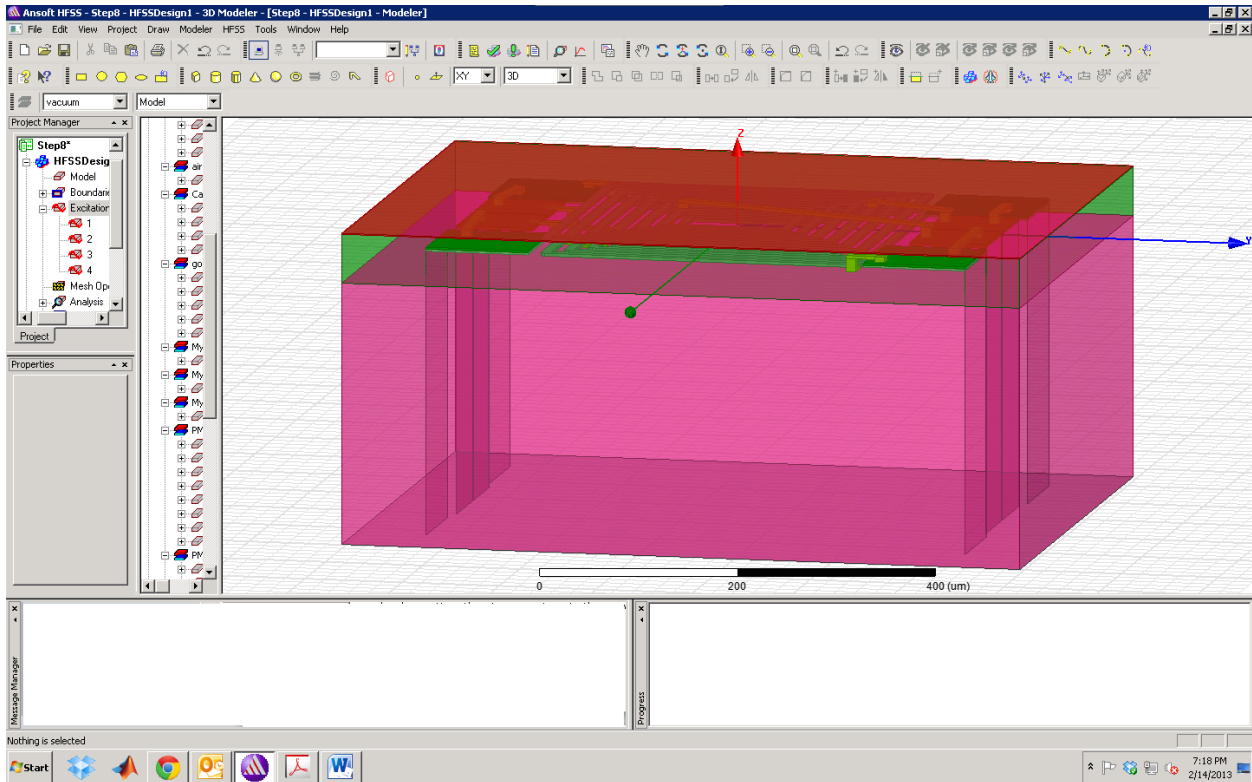 Ansoft HFSS - Step8 - HFSSDesign1 - 3D Modeler - [Step8 - HFSSDesign1 - Modeler]
File Edit View Project Draw Modeler HFSS Tools Window Help
XY 3D
vacuum Model
Project Manager
Step8*
HFSSDesig
Model
Boundarie
Excitation
1
2
3
4
Mesh Op
Analysis
Project
Properties
air
Ca
go
My
My
My
PM
PM
Z
0 200 400 (um)
Message Manager
Progress
Nothing is selected
Start
7:18 PM
2/14/2013